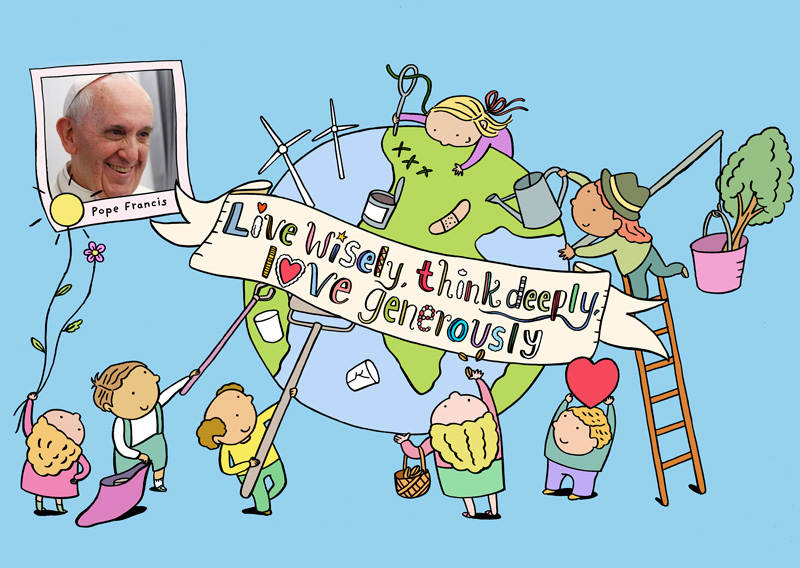 Pope Francis
Live Wisely, think deeply,
love generously